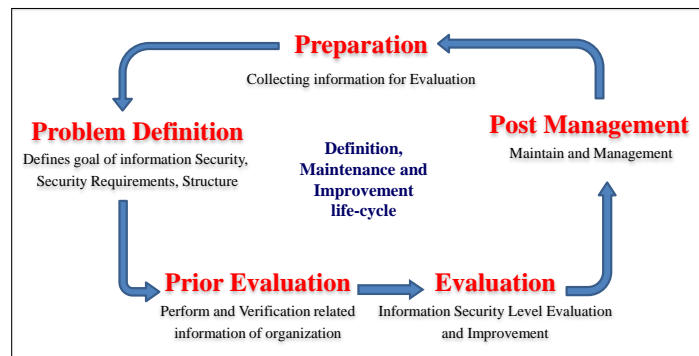 Preparation
Collecting information for Evaluation
Problem Definition
Defines goal of information Security,
Security Requirements, Structure
Definition,
Maintenance and
Improvement
life-cycle
Post Management
Maintain and Management
Prior Evaluation
Perform and Verification related
information of organization
Evaluation
Information Security Level Evaluation
and Improvement